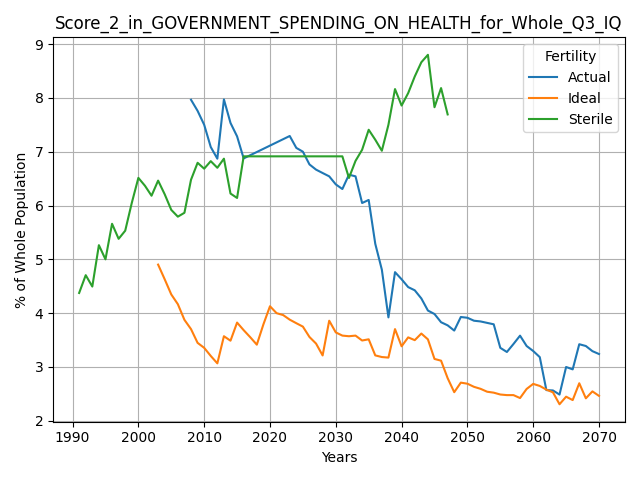 Score_2_in_GOVERNMENT_SPENDING_ON_HEALTH_for_Whole_Q3_IQ
Fertility
Actual
Ideal
Sterile
% of Whole Population
9
8
7
6
5
4
3
2
1990 2000 2010 2020 2030 2040 2050 2060 2070
Years